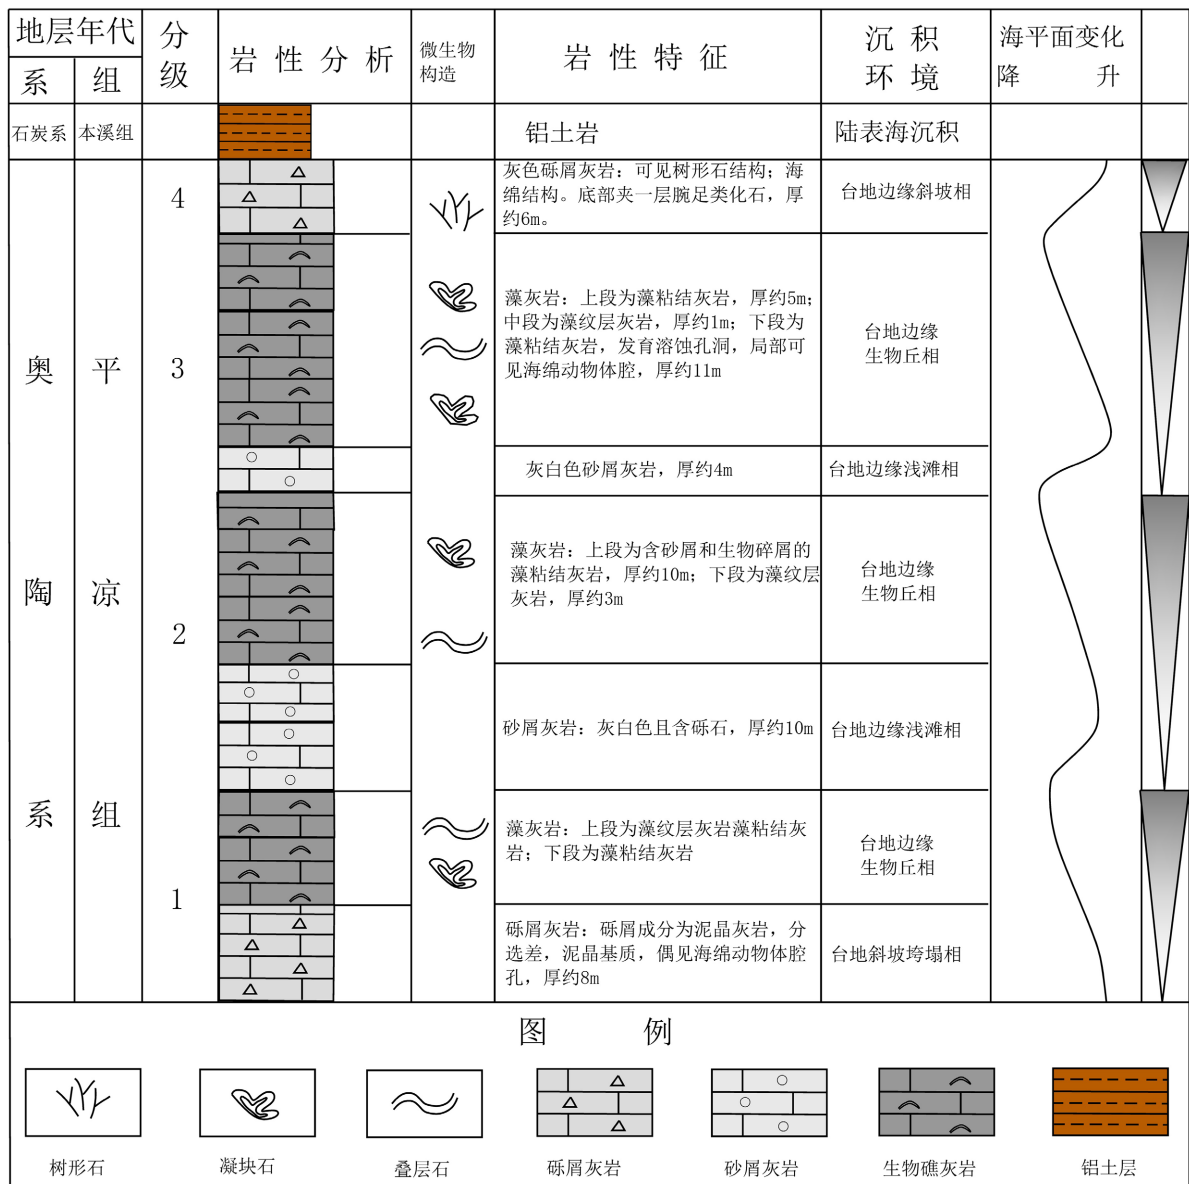 地层年代
系
组
分级
岩性分析
微生物
构造
岩性特征
沉积
环境
海平面变化
降 升
石炭系
本溪组
铝土岩
陆表海沉积
奥陶系
平凉组
4
灰色砾屑灰岩：可见树形石结构；海
绵结构。底部夹一层腕足类化石，厚
约6m。
台地边缘斜坡相
3
藻灰岩：上段为藻粘结灰岩，厚约5m；
中段为藻纹层灰岩，厚约1m；下段为
藻粘结灰岩，发育溶蚀孔洞，局部可
见海绵动物体腔，厚约11m
台地边缘
生物丘相
灰白色砂屑灰岩，厚约4m
台地边缘浅滩相
2
藻灰岩：上段为含砂屑和生物碎屑的
藻粘结灰岩，厚约10m；下段为藻纹层
灰岩，厚约3m
台地边缘
生物丘相
砂屑灰岩：灰白色且含砾石，厚约10m
台地边缘浅滩相
1
藻灰岩：上段为藻纹层灰岩藻粘结灰
岩；下段为藻粘结灰岩
台地边缘
生物丘相
砾屑灰岩：砾屑成分为泥晶灰岩，分
选差，泥晶基质，偶见海绵动物体腔
孔，厚约8m
台地斜坡垮塌相
图 例
树形石
凝块石
叠层石
砾屑灰岩
砂屑灰岩
生物礁灰岩
铝土层